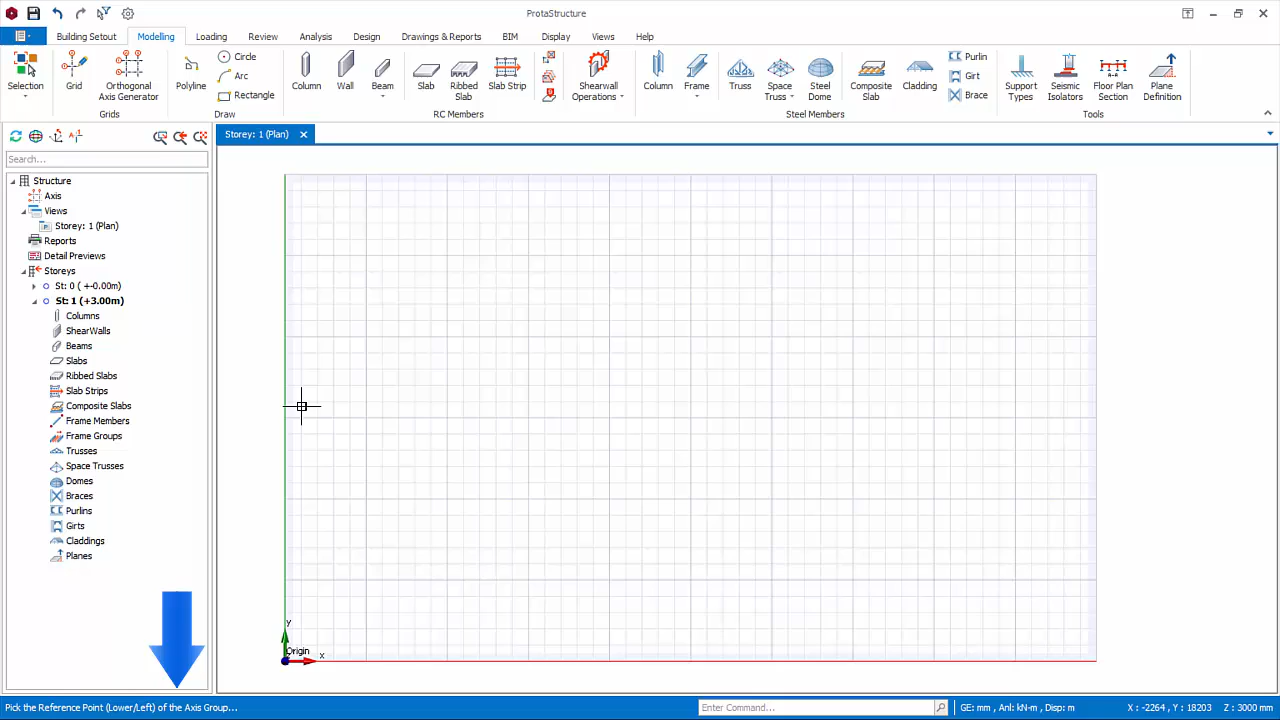 ProtaStructure
Building Setout Modelling Loading Review Analysis Design Drawings & Reports BIM Display Views Help
Selection
Grid
Orthogonal
Axis Generator
Grids
Polyline
Circle
Arc
Rectangle
Draw
Column
Wall
Beam
Slab
Ribbed
Slab
Slab Strip
RC Members
Shearwall
Operations
Column
Frame
Truss
Space
Truss
Steel
Dome
Composite
Slab
Cladding
Purlin
Girt
Brace
Steel Members
Support
Types
Seismic
Isolators
Floor Plan
Section
Plane
Definition
Tools
Search...
Structure
Axis
Views
Storey: 1 (Plan)
Reports
Detail Previews
Storeys
St: 0 ( +-0.00m)
St: 1 (+3.00m)
Columns
ShearWalls
Beams
Slabs
Ribbed Slabs
Slab Strips
Composite Slabs
Frame Members
Frame Groups
Trusses
Space Trusses
Domes
Braces
Purlins
Girts
Claddings
Planes
Storey: 1 (Plan)
y
Origin
x
Pick the Reference Point (Lower/Left) of the Axis Group...
Enter Command...
GE: mm , Anl: kN-m , Disp: m
X : -2264 , Y : 18203
Z : 3000 mm